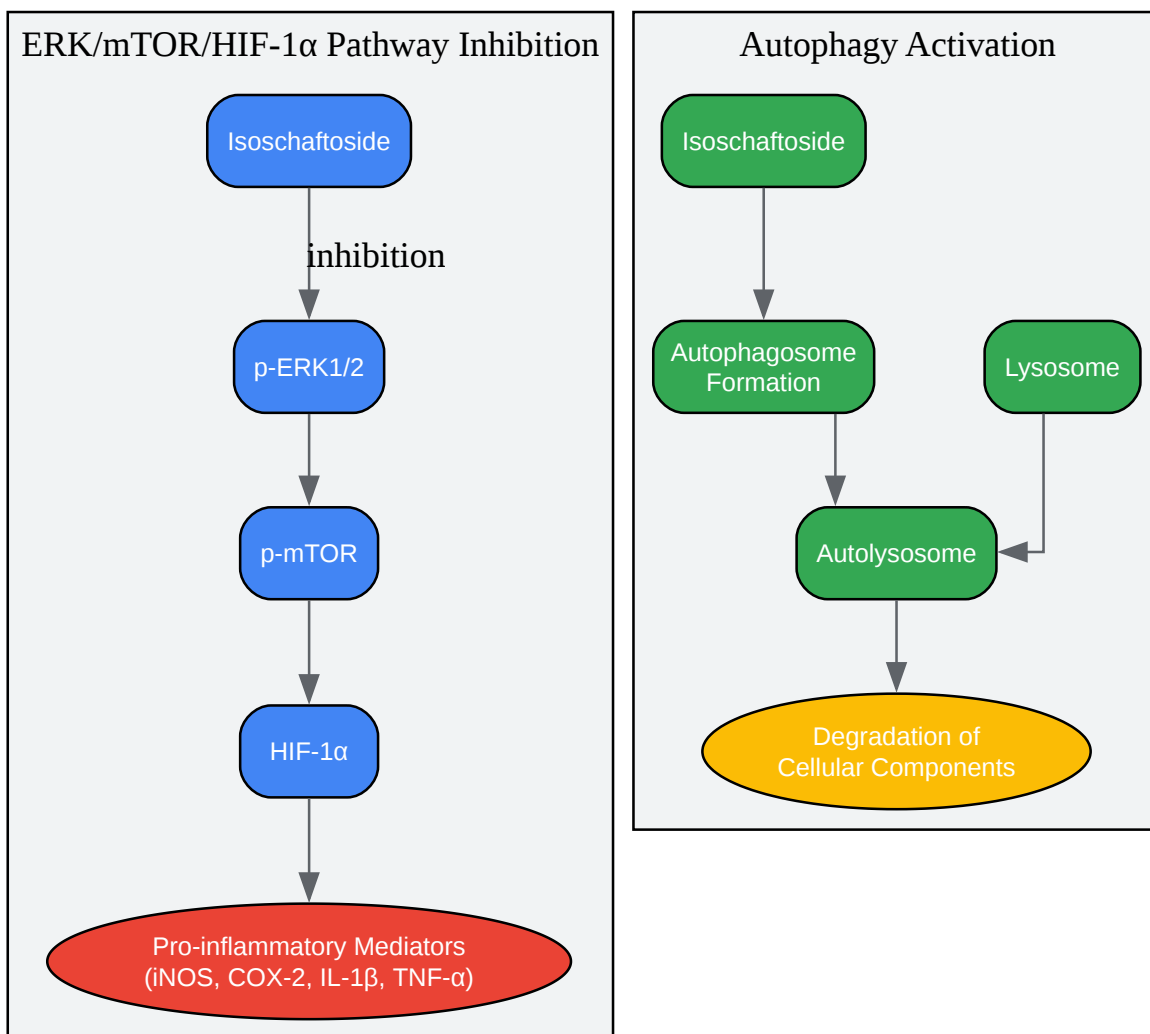 ERK/mTOR/HIF-1α Pathway Inhibition
Isoschaftoside
inhibition
p-ERK1/2
p-mTOR
HIF-1α
Pro-inflammatory Mediators
(iNOS, COX-2, IL-1β, TNF-α)
Autophagy Activation
Isoschaftoside
Autophagosome
Formation
Lysosome
Autolysosome
Degradation of
Cellular Components